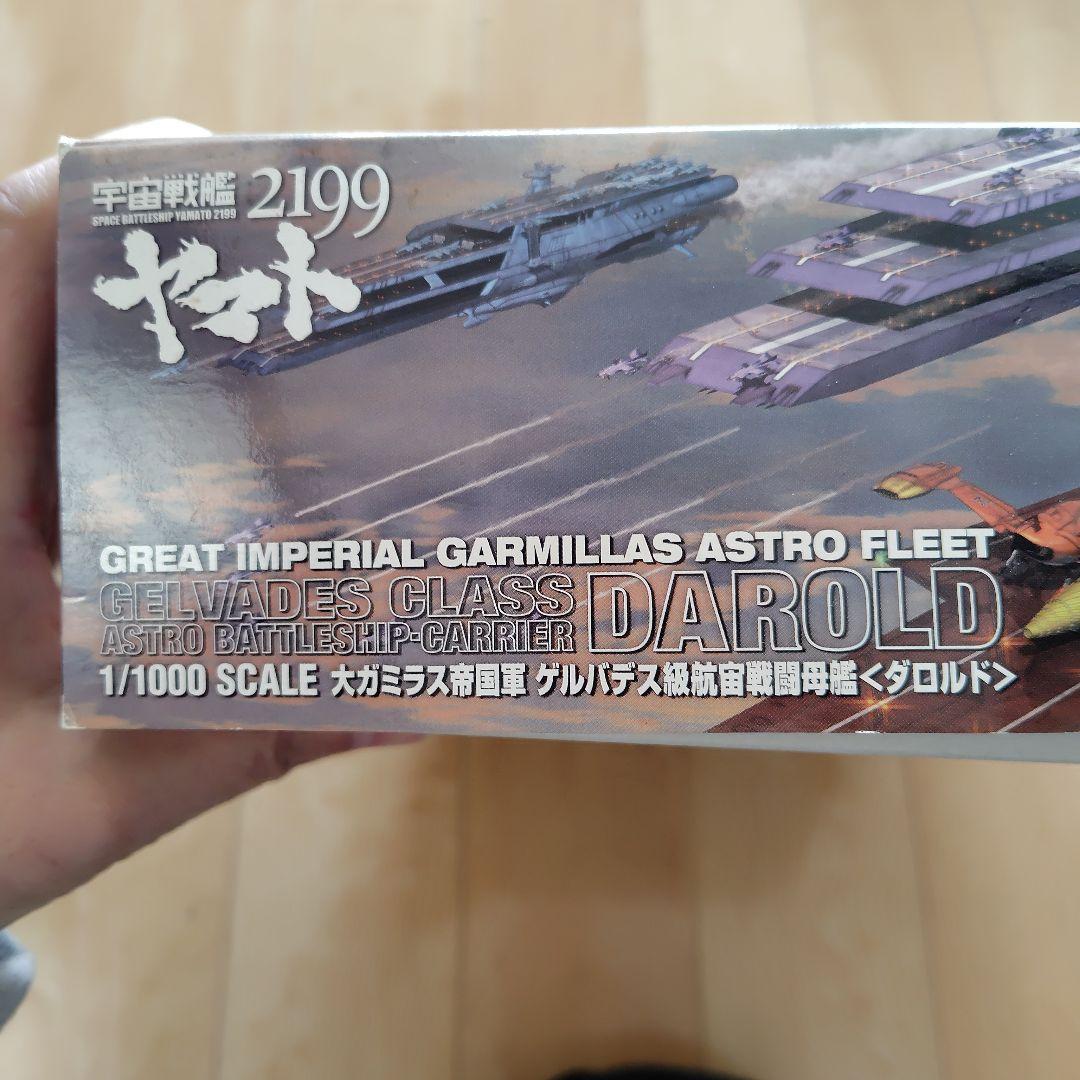 宇宙戦艦 2199
SPACE BATTLESHIP YAMATO 2199
ヤマト
GREAT IMPERIAL GARMILLAS ASTRO FLEET
GELVADES CLASS
ASTRO BATTLESHIP-CARRIER DAROLD
1/1000 SCALE 大ガミラス帝国軍 ゲルバデス級航宙戦闘母艦<ダロルド>